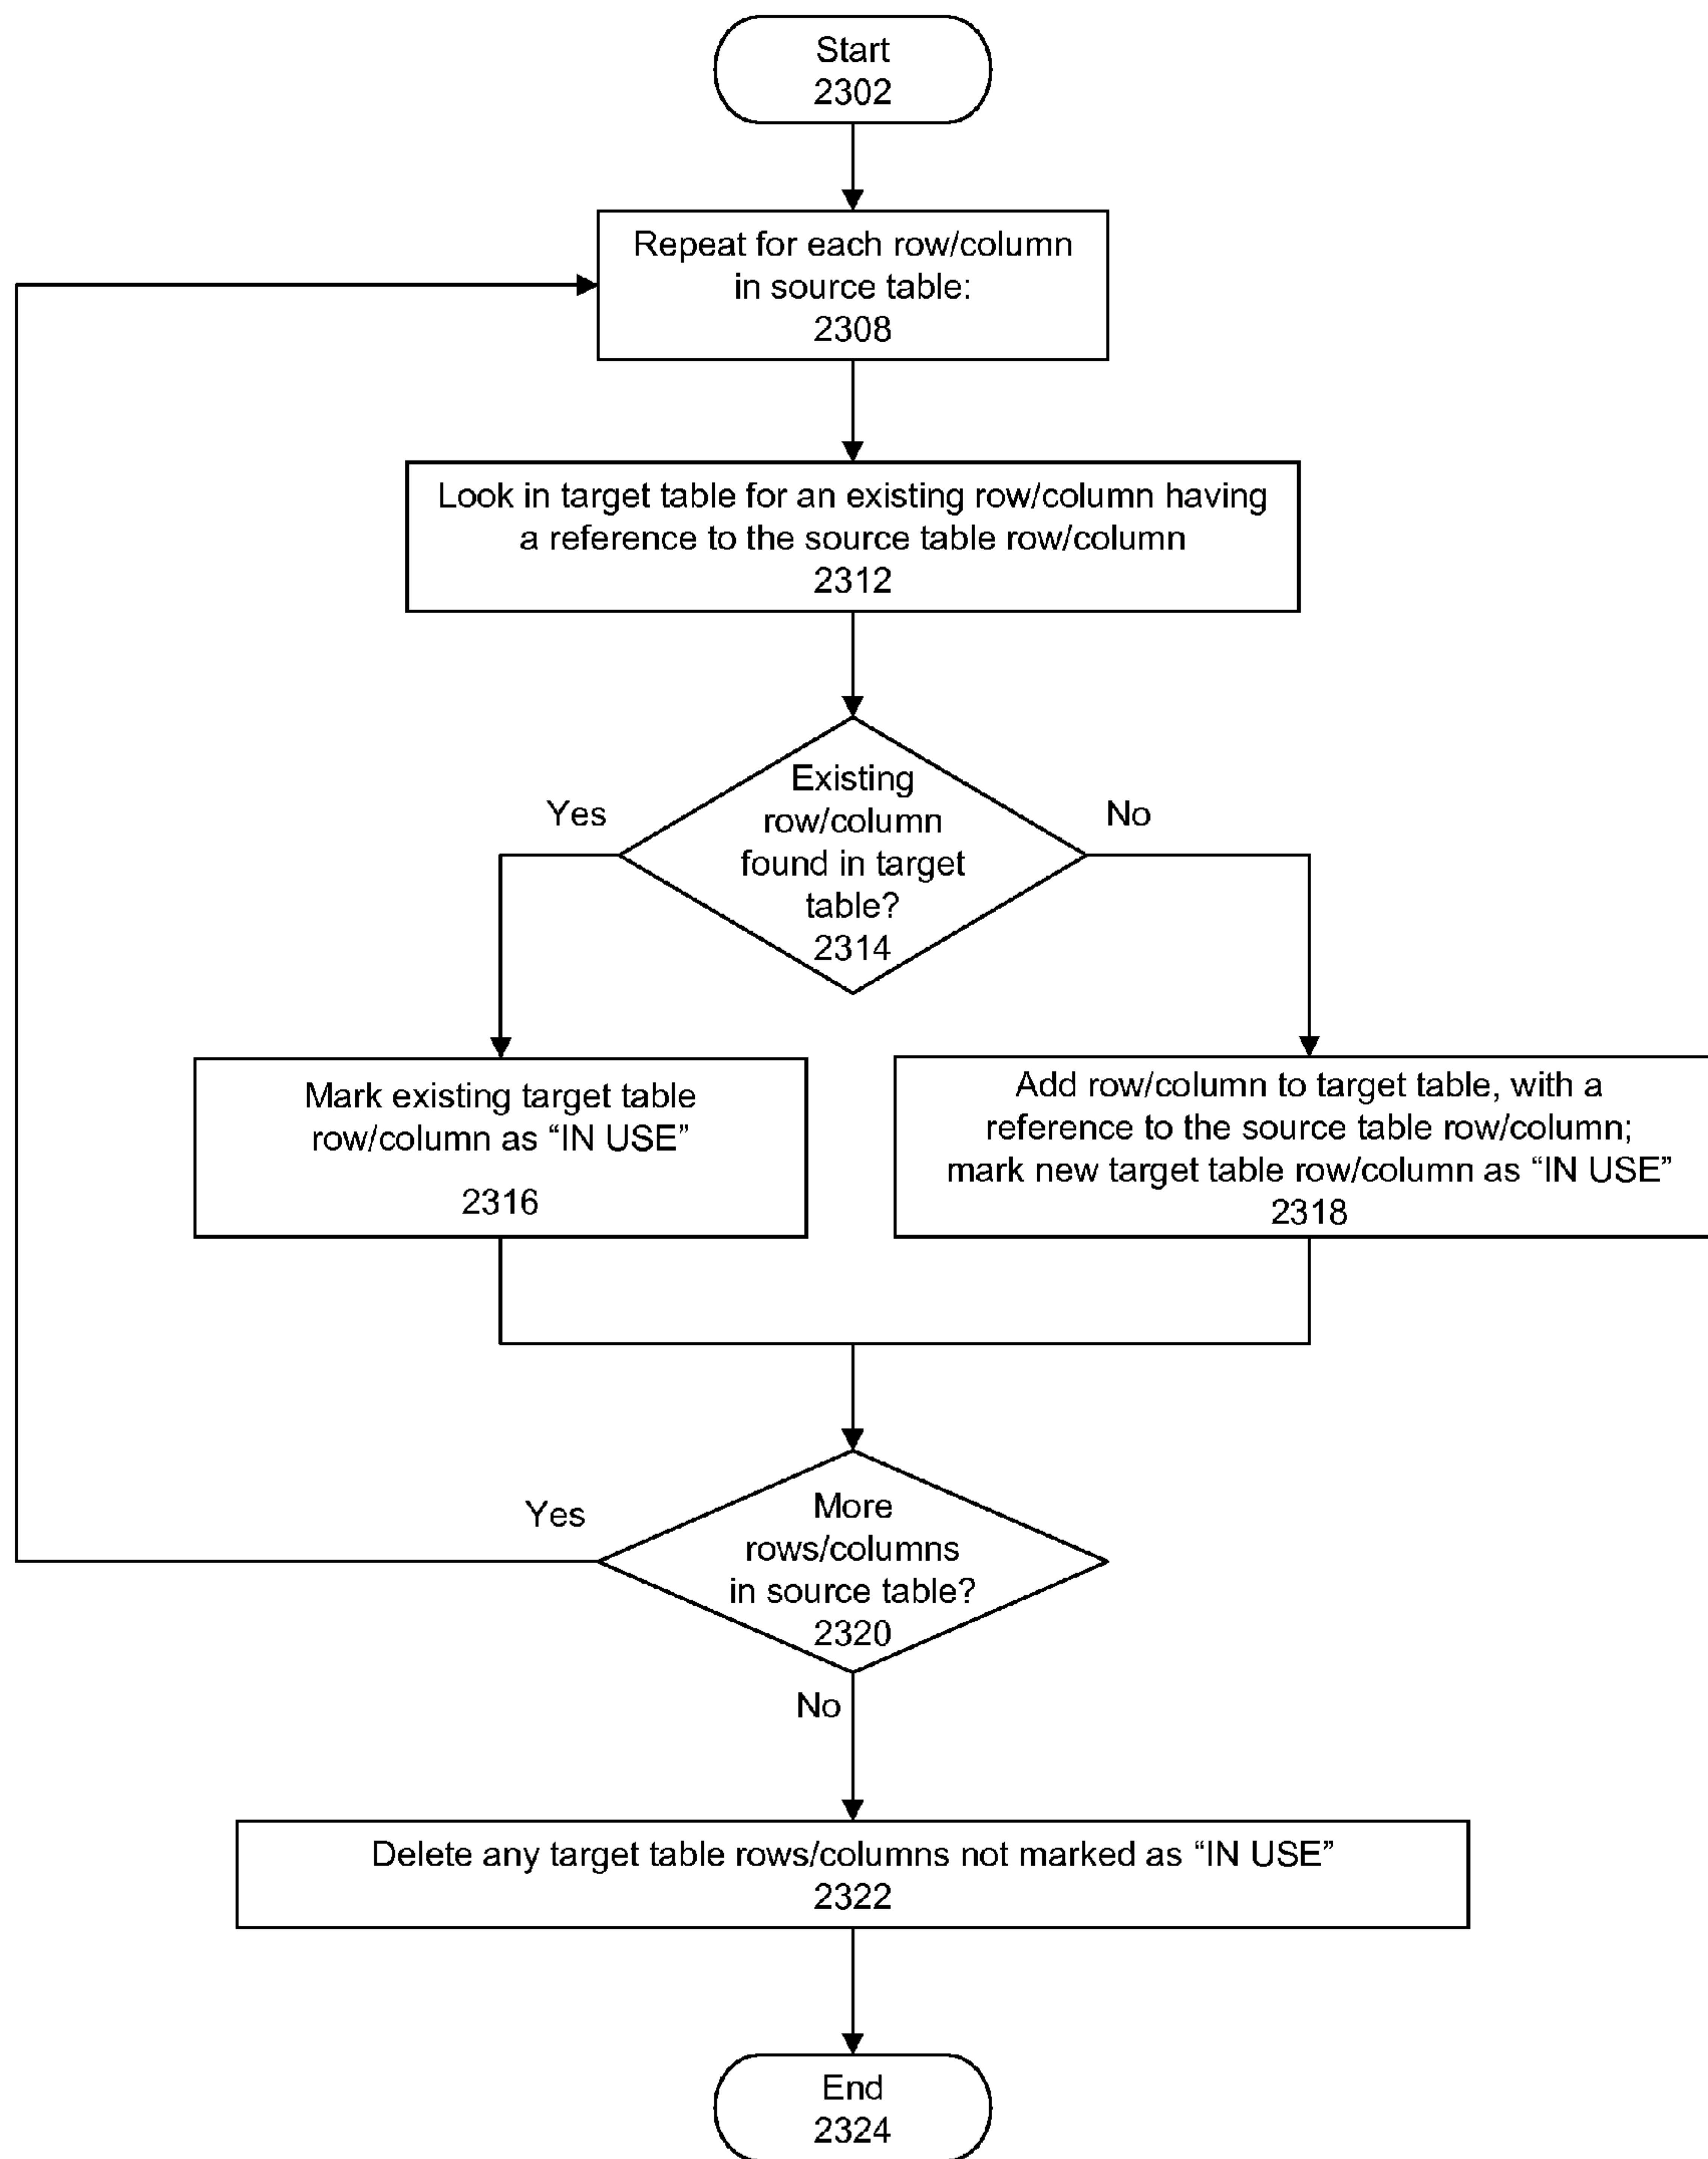 Start
2302
Repeat for each row/column
in source table:
2308
Look in target table for an existing row/column having
a reference to the source table row/column
2312
Existing
row/column
found in target
table?
2314
Yes
No
Mark existing target table
row/column as “IN USE”
2316
Add row/column to target table, with a
reference to the source table row/column;
mark new target table row/column as “IN USE”
2318
More
rows/columns
in source table?
2320
Yes
No
Delete any target table rows/columns not marked as “IN USE”
2322
End
2324